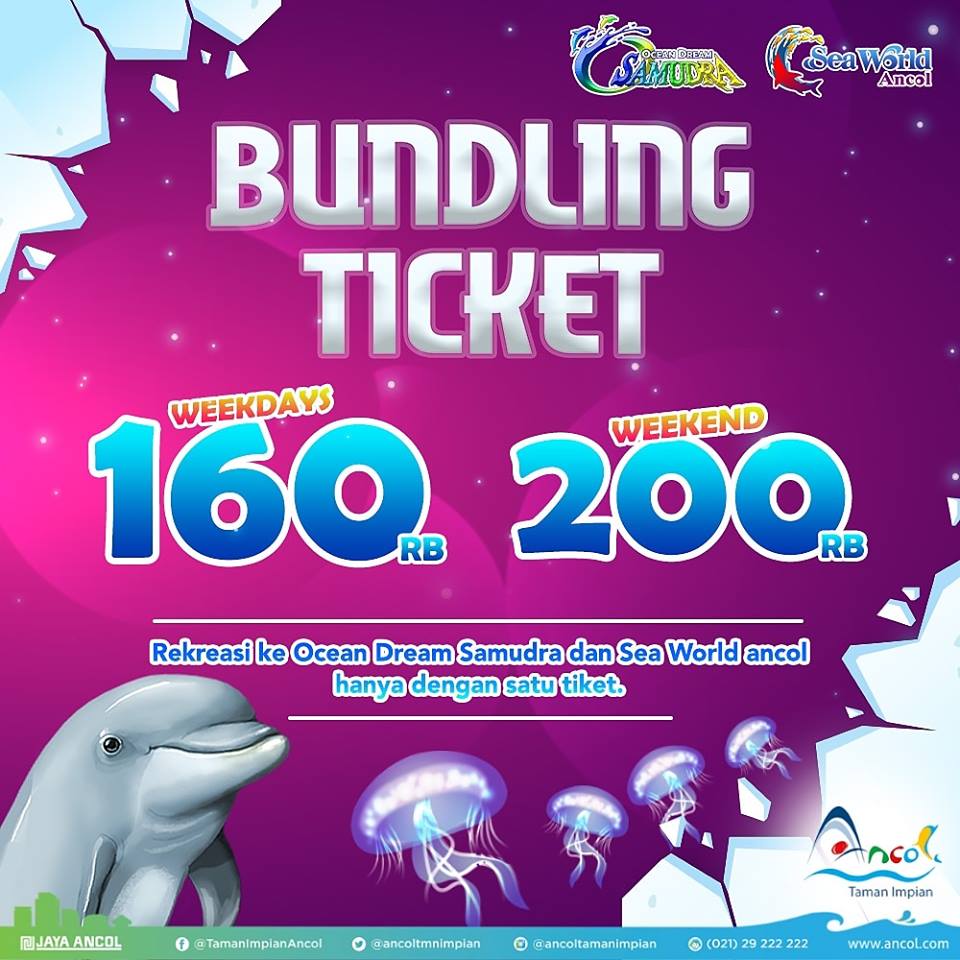 OCEAN DREAM
SAMUDRA
Sea World
Ancol
BUNDLING
TICKET
WEEKDAYS
160 RB
WEEKEND
200 RB
Rekreasi ke Ocean Dream Samudra dan Sea World ancol
hanya dengan satu tiket.
Ancol
Taman Impian
JAYA ANCOL
@TamanImpianAncol
@ancoltmnimpian
@ancoltamanimpian
(021) 29 222 222
www.ancol.com